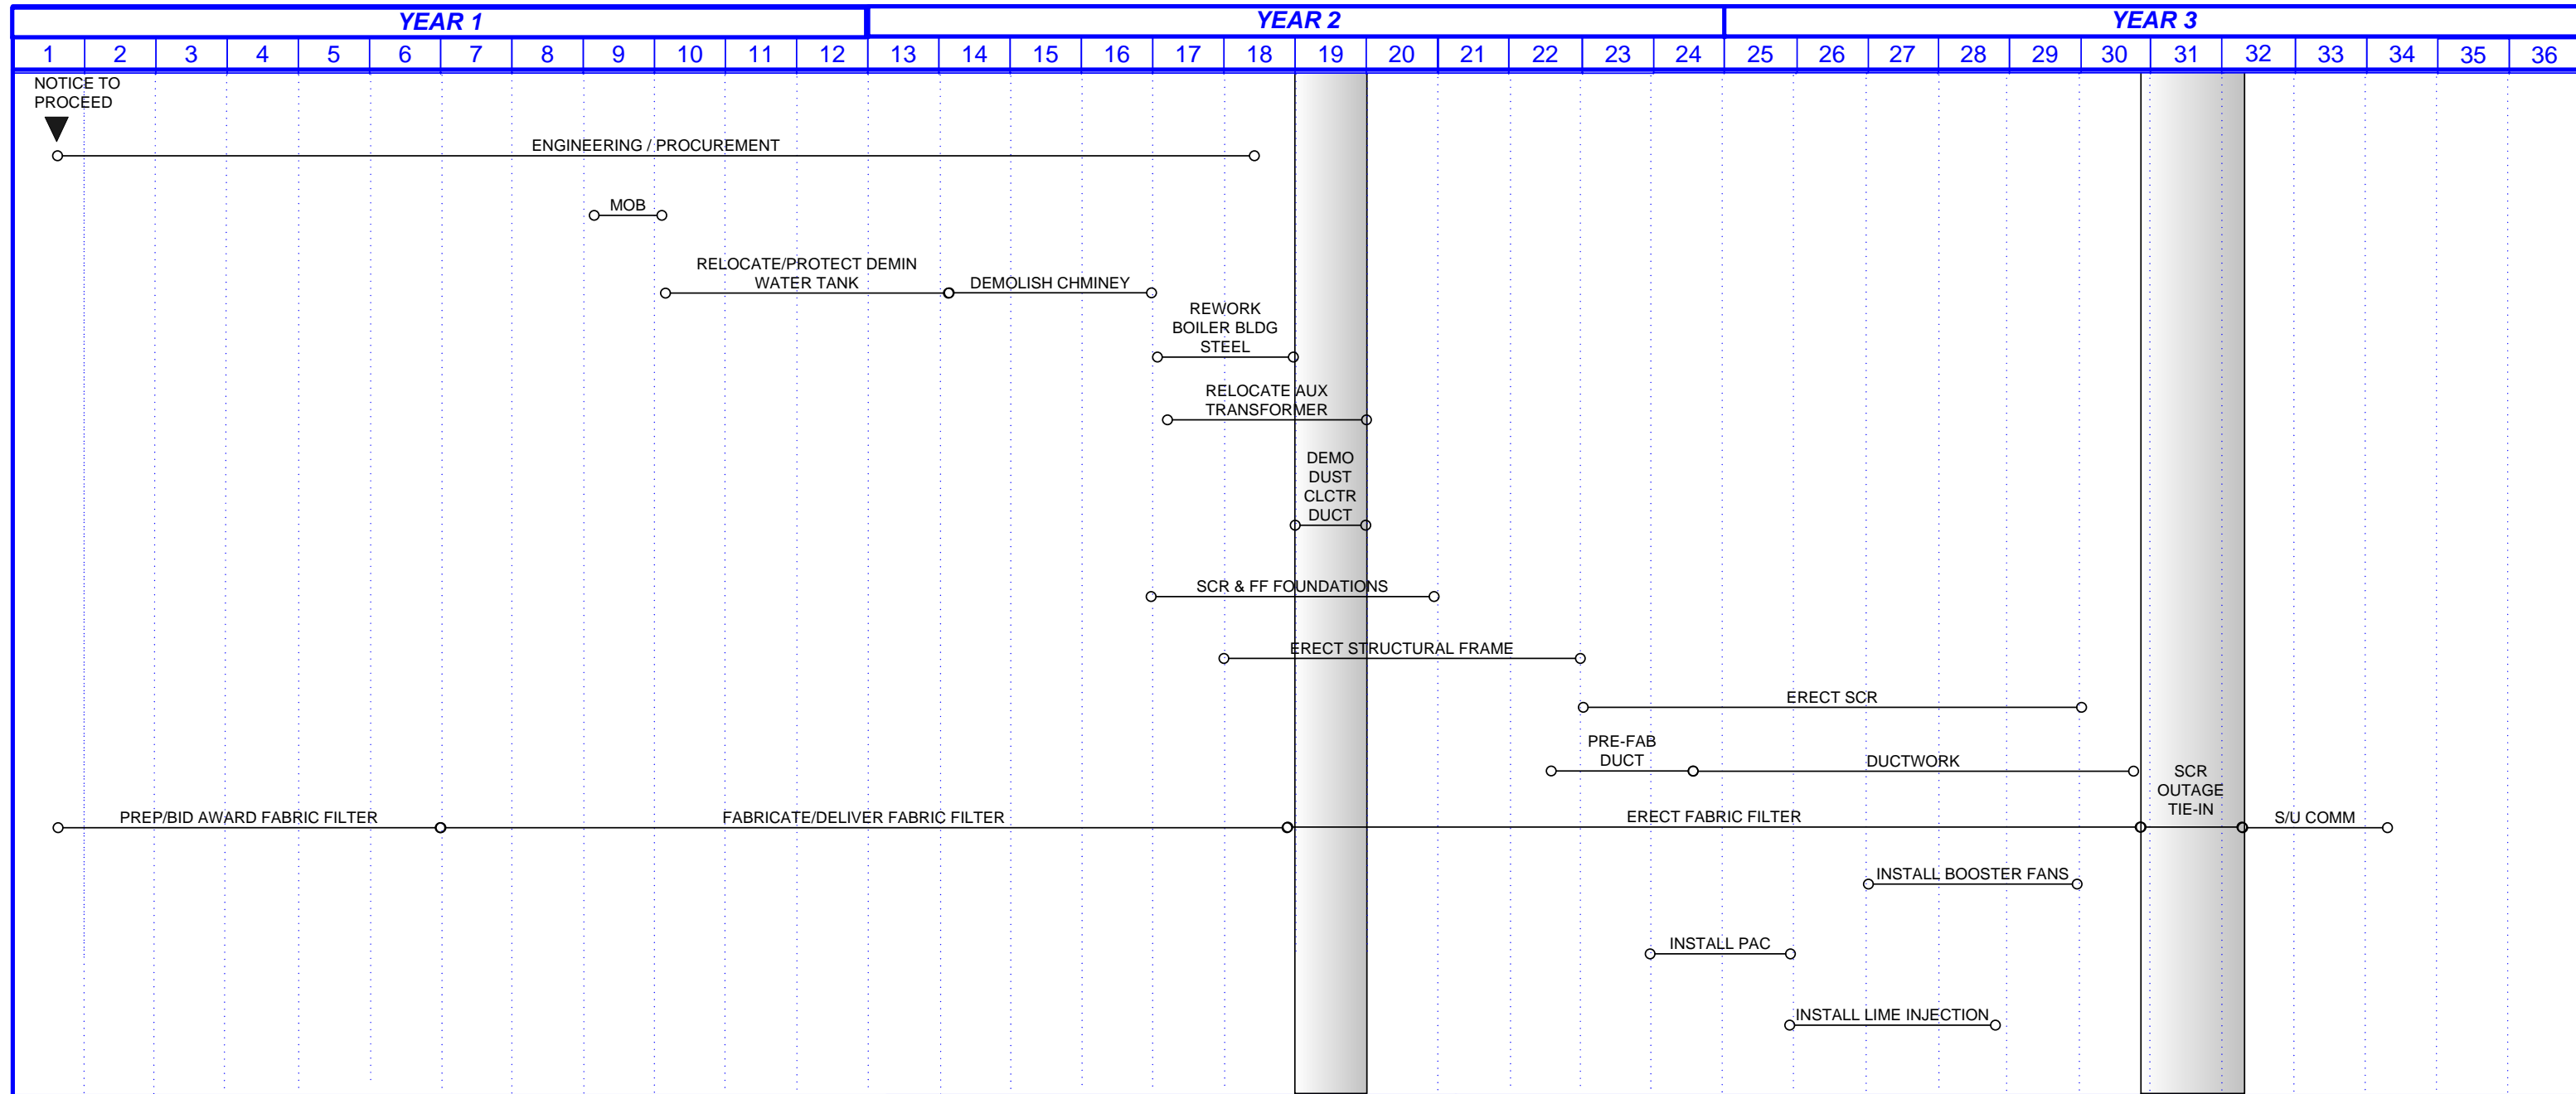 YEAR 1
YEAR 2
YEAR 3
1 2 3 4 5 6 7 8 9 10 11 12 13 14 15 16 17 18 19 20 21 22 23 24 25 26 27 28 29 30 31 32 33 34 35 36
NOTICE TO
PROCEED
ENGINEERING / PROCUREMENT
MOB
RELOCATE/PROTECT DEMIN
WATER TANK
DEMOLISH CHMINEY
REWORK
BOILER BLDG
STEEL
RELOCATE AUX
TRANSFORMER
DEMO
DUST
CLCTR
DUCT
SCR & FF FOUNDATIONS
ERECT STRUCTURAL FRAME
ERECT SCR
PRE-FAB
DUCT
DUCTWORK
SCR
OUTAGE
TIE-IN
PREP/BID AWARD FABRIC FILTER
FABRICATE/DELIVER FABRIC FILTER
ERECT FABRIC FILTER
S/U COMM
INSTALL BOOSTER FANS
INSTALL PAC
INSTALL LIME INJECTION